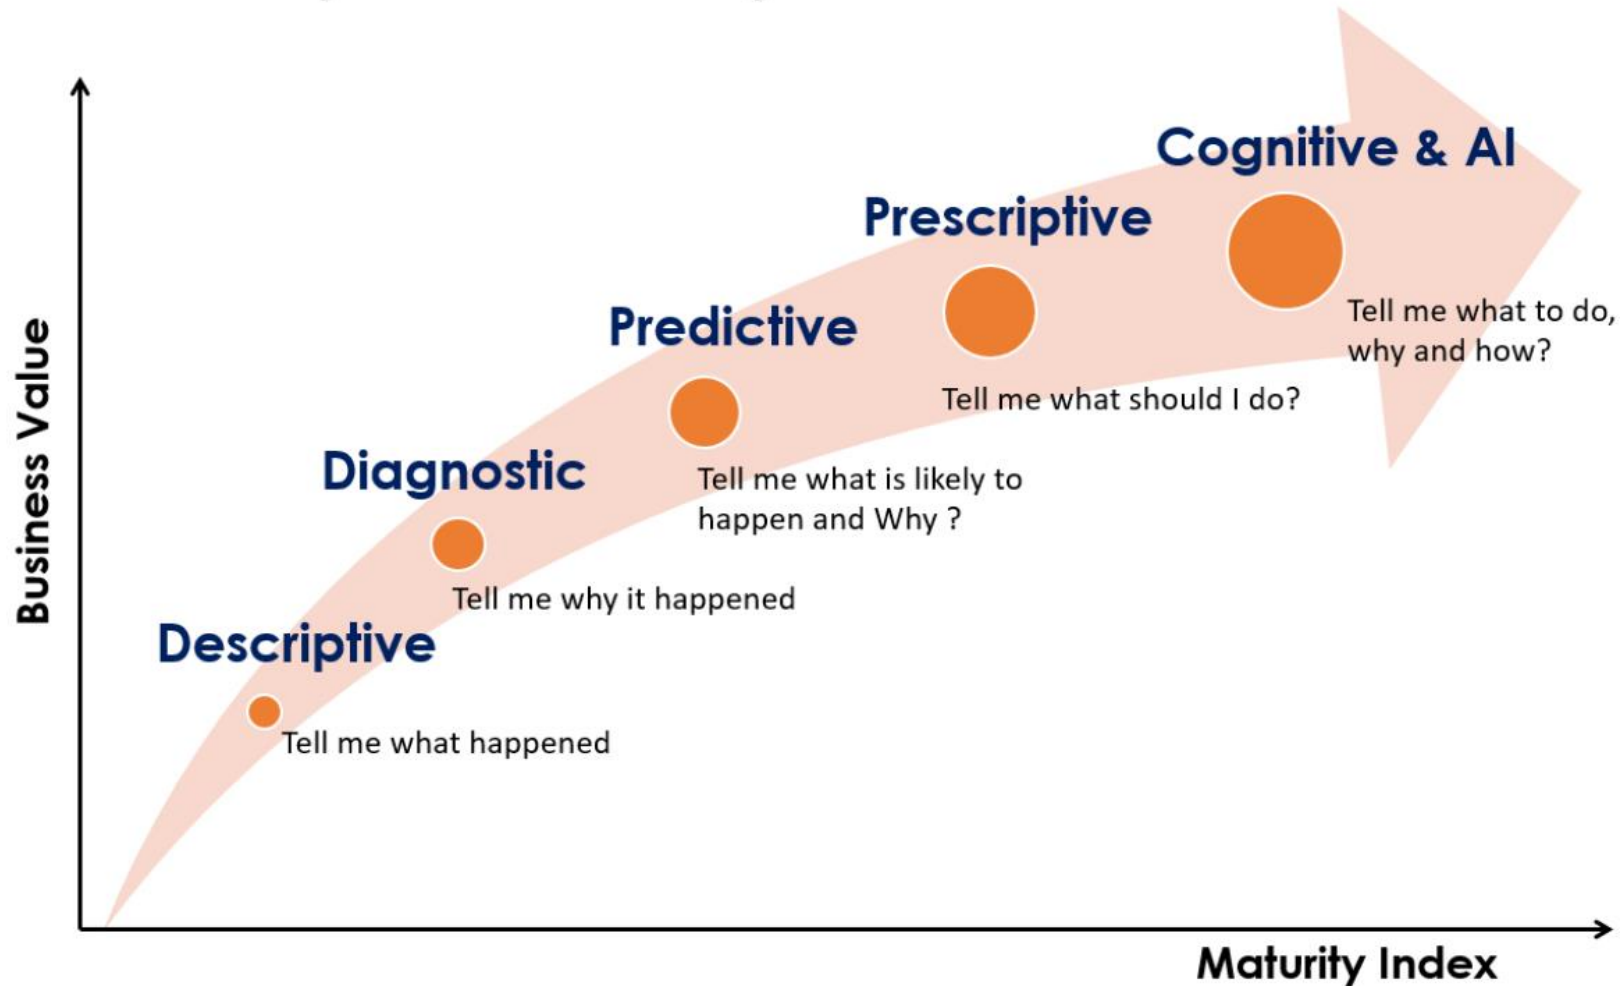 Cognitive & AI
Prescriptive
Tell me what to do,
why and how?
Predictive
Tell me what should I do?
Diagnostic
Tell me what is likely to
happen and Why ?
Tell me why it happened
Descriptive
Tell me what happened
Business Value
Maturity Index